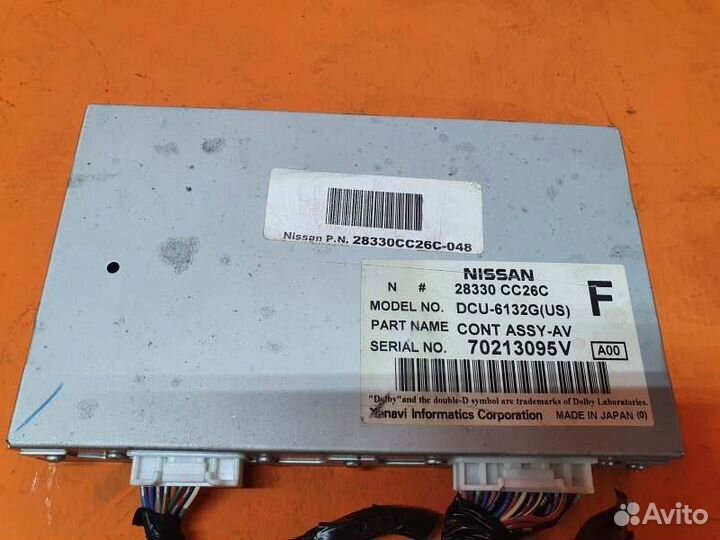 Nissan P.N. 28330CC26C-048
NISSAN
N # 28330 CC26C
F
MODEL NO. DCU-6132G(US)
PART NAME CONT ASSY-AV
SERIAL NO. 70213095V A00
"Dolby"and the double-D symbol are trademarks of Dolby Laboratories.
Xanavi Informatics Corporation MADE IN JAPAN (0)
Avito